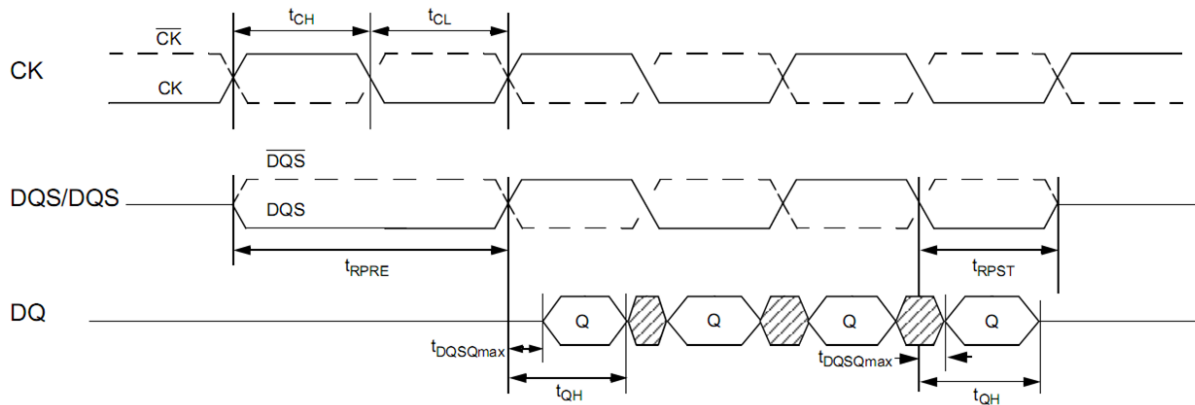 tCH tCL
CK
CK
CK
DQS
DQS/DQS
DQS
tRPRE tRPST
DQ
Q Q Q Q
tDQSQmax tDQSQmax
tQH tQH